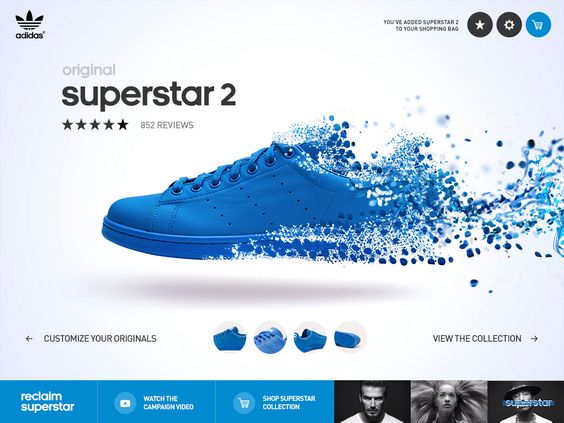 adidas
YOU'VE ADDED SUPERSTAR 2
TO YOUR SHOPPING BAG
original
superstar 2
852 REVIEWS
CUSTOMIZE YOUR ORIGINALS
VIEW THE COLLECTION
reclaim
superstar
WATCH THE
CAMPAIGN VIDEO
SHOP SUPERSTAR
COLLECTION
superstar